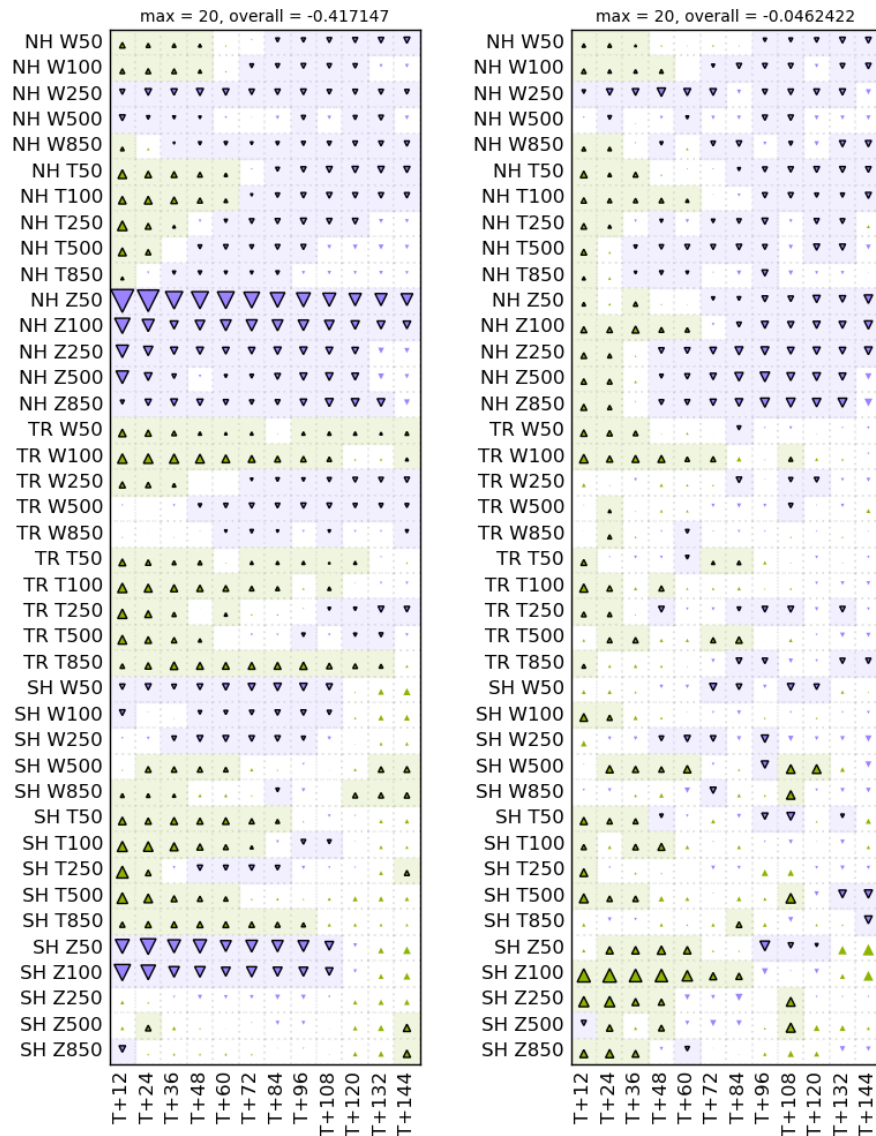 max = 20, overall = -0.417147
NH W50
NH W100
NH W250
NH W500
NH W850
NH T50
NH T100
NH T250
NH T500
NH T850
NH Z50
NH Z100
NH Z250
NH Z500
NH Z850
TR W50
TR W100
TR W250
TR W500
TR W850
TR T50
TR T100
TR T250
TR T500
TR T850
SH W50
SH W100
SH W250
SH W500
SH W850
SH T50
SH T100
SH T250
SH T500
SH T850
SH Z50
SH Z100
SH Z250
SH Z500
SH Z850
T+12
T+24
T+36
T+48
T+60
T+72
T+84
T+96
T+108
T+120
T+132
T+144
max = 20, overall = -0.0462422
NH W50
NH W100
NH W250
NH W500
NH W850
NH T50
NH T100
NH T250
NH T500
NH T850
NH Z50
NH Z100
NH Z250
NH Z500
NH Z850
TR W50
TR W100
TR W250
TR W500
TR W850
TR T50
TR T100
TR T250
TR T500
TR T850
SH W50
SH W100
SH W250
SH W500
SH W850
SH T50
SH T100
SH T250
SH T500
SH T850
SH Z50
SH Z100
SH Z250
SH Z500
SH Z850
T+12
T+24
T+36
T+48
T+60
T+72
T+84
T+96
T+108
T+120
T+132
T+144